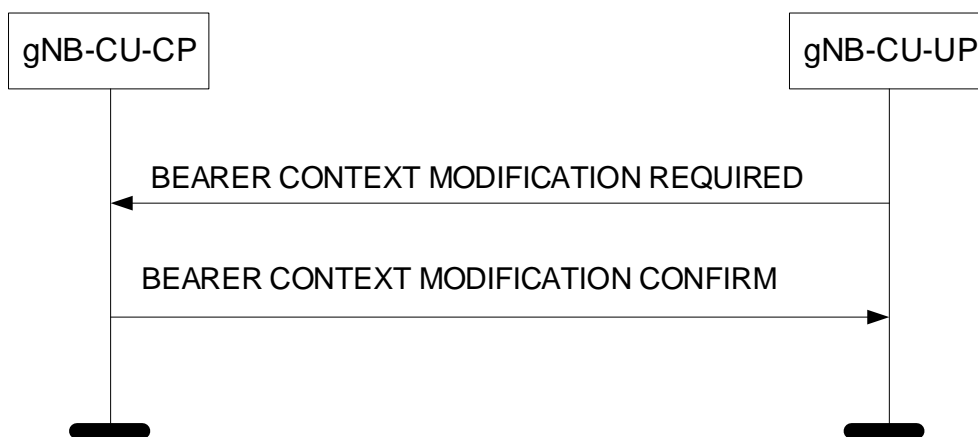 gNB-CU-CP
gNB-CU-UP
BEARER CONTEXT MODIFICATION REQUIRED
BEARER CONTEXT MODIFICATION CONFIRM